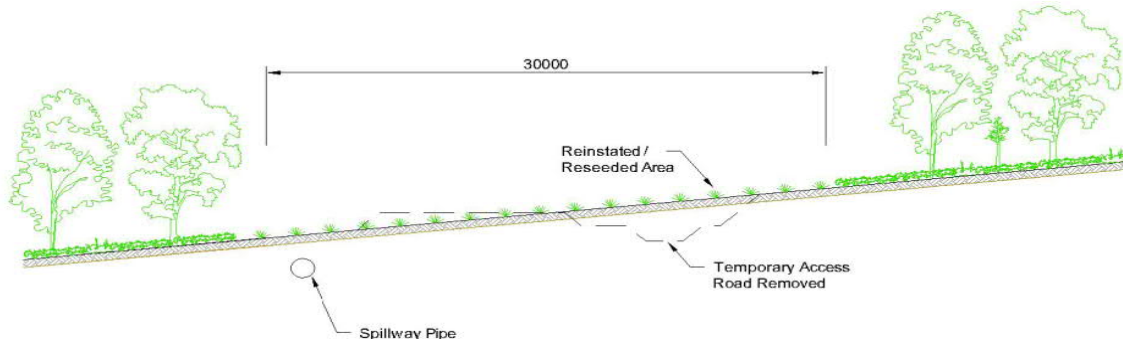 30000
Reinstated /
Reseeded Area
Temporary Access
Road Removed
Spillway Pipe